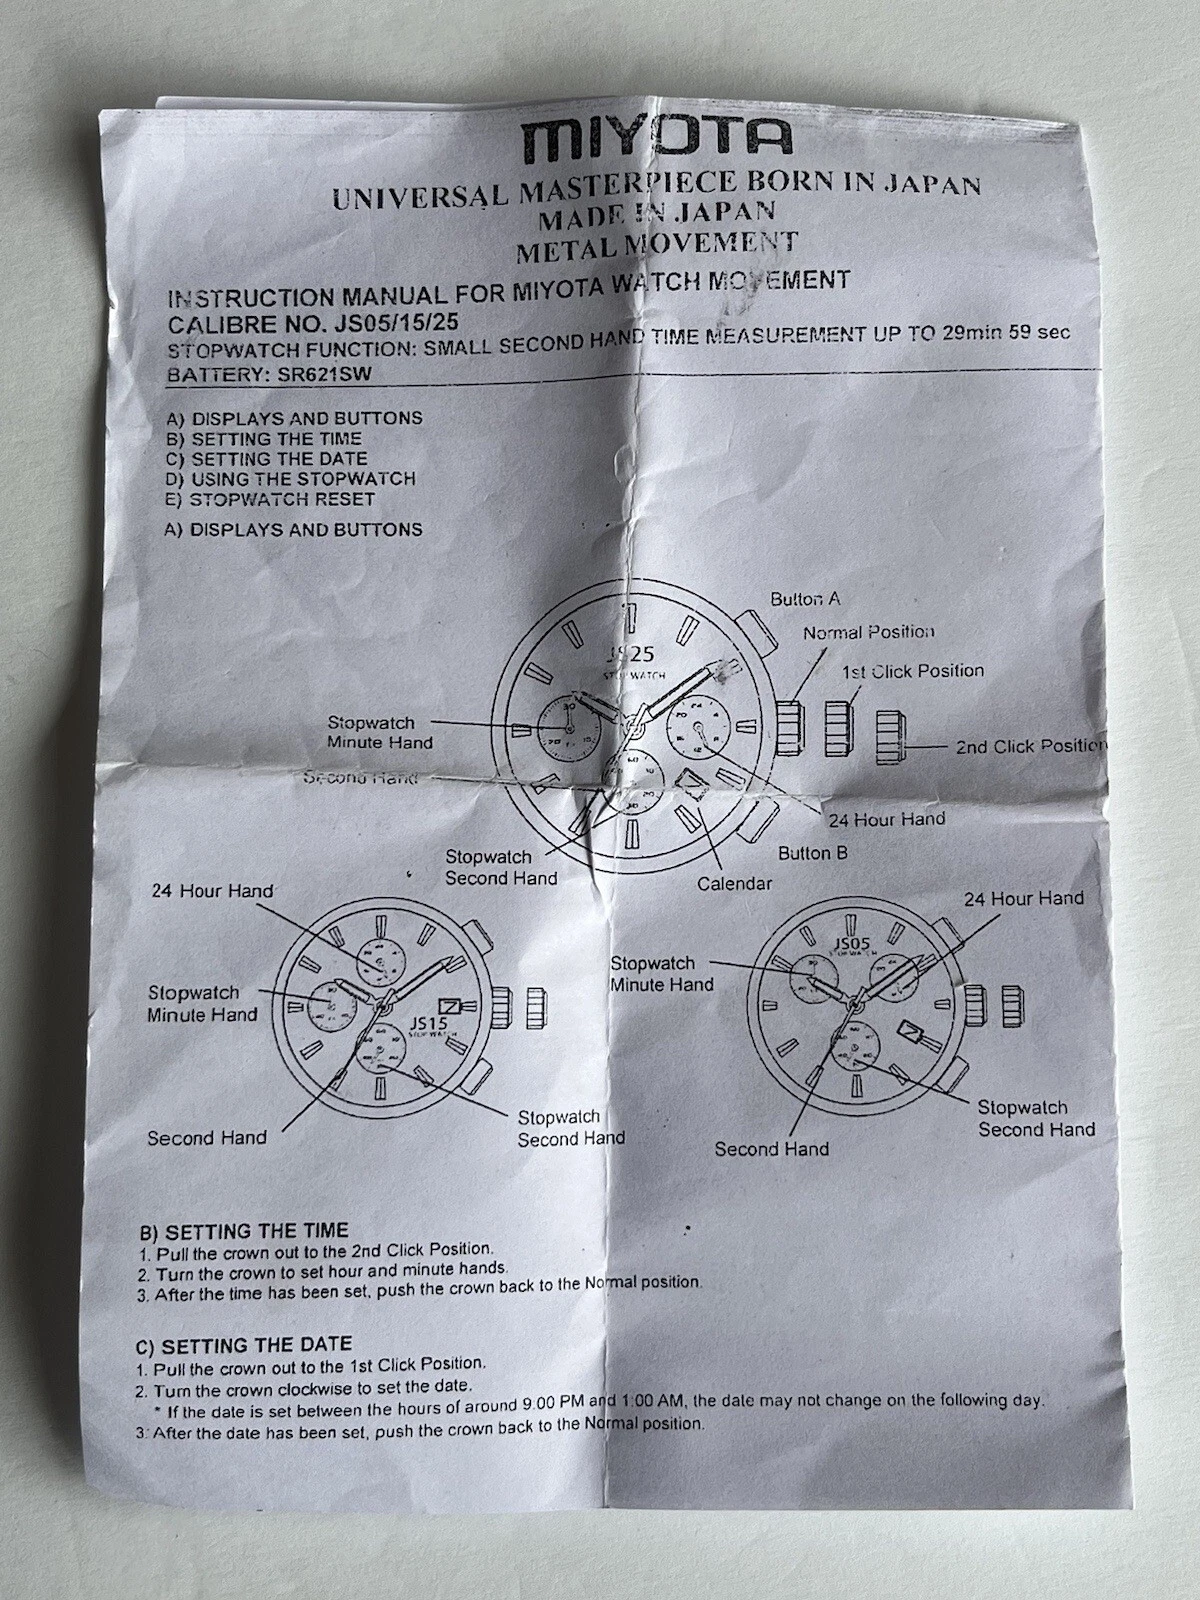 MIYOTA
UNIVERSAL MASTERPIECE BORN IN JAPAN
MADE IN JAPAN
METAL MOVEMENT
INSTRUCTION MANUAL FOR MIYOTA WATCH MOVEMENT
CALIBRE NO. JS05/15/25
STOPWATCH FUNCTION: SMALL SECOND HAND TIME MEASUREMENT UP TO 29min 59 sec
BATTERY: SR621SW
A) DISPLAYS AND BUTTONS
B) SETTING THE TIME
C) SETTING THE DATE
D) USING THE STOPWATCH
E) STOPWATCH RESET
A) DISPLAYS AND BUTTONS
Button A
Normal Position
1st Click Position
2nd Click Position
JS25
STOPWATCH
Stopwatch
Minute Hand
Second Hand
24 Hour Hand
Button B
Stopwatch
Second Hand
Calendar
24 Hour Hand
Stopwatch
Minute Hand
JS15
STOPWATCH
Second Hand
Stopwatch
Second Hand
24 Hour Hand
JS05
STOPWATCH
Stopwatch
Minute Hand
Stopwatch
Second Hand
Second Hand
B) SETTING THE TIME
1. Pull the crown out to the 2nd Click Position.
2. Turn the crown to set hour and minute hands.
3. After the time has been set, push the crown back to the Normal position.
C) SETTING THE DATE
1. Pull the crown out to the 1st Click Position.
2. Turn the crown clockwise to set the date.
* If the date is set between the hours of around 9:00 PM and 1:00 AM, the date may not change on the following day.
3. After the date has been set, push the crown back to the Normal position.